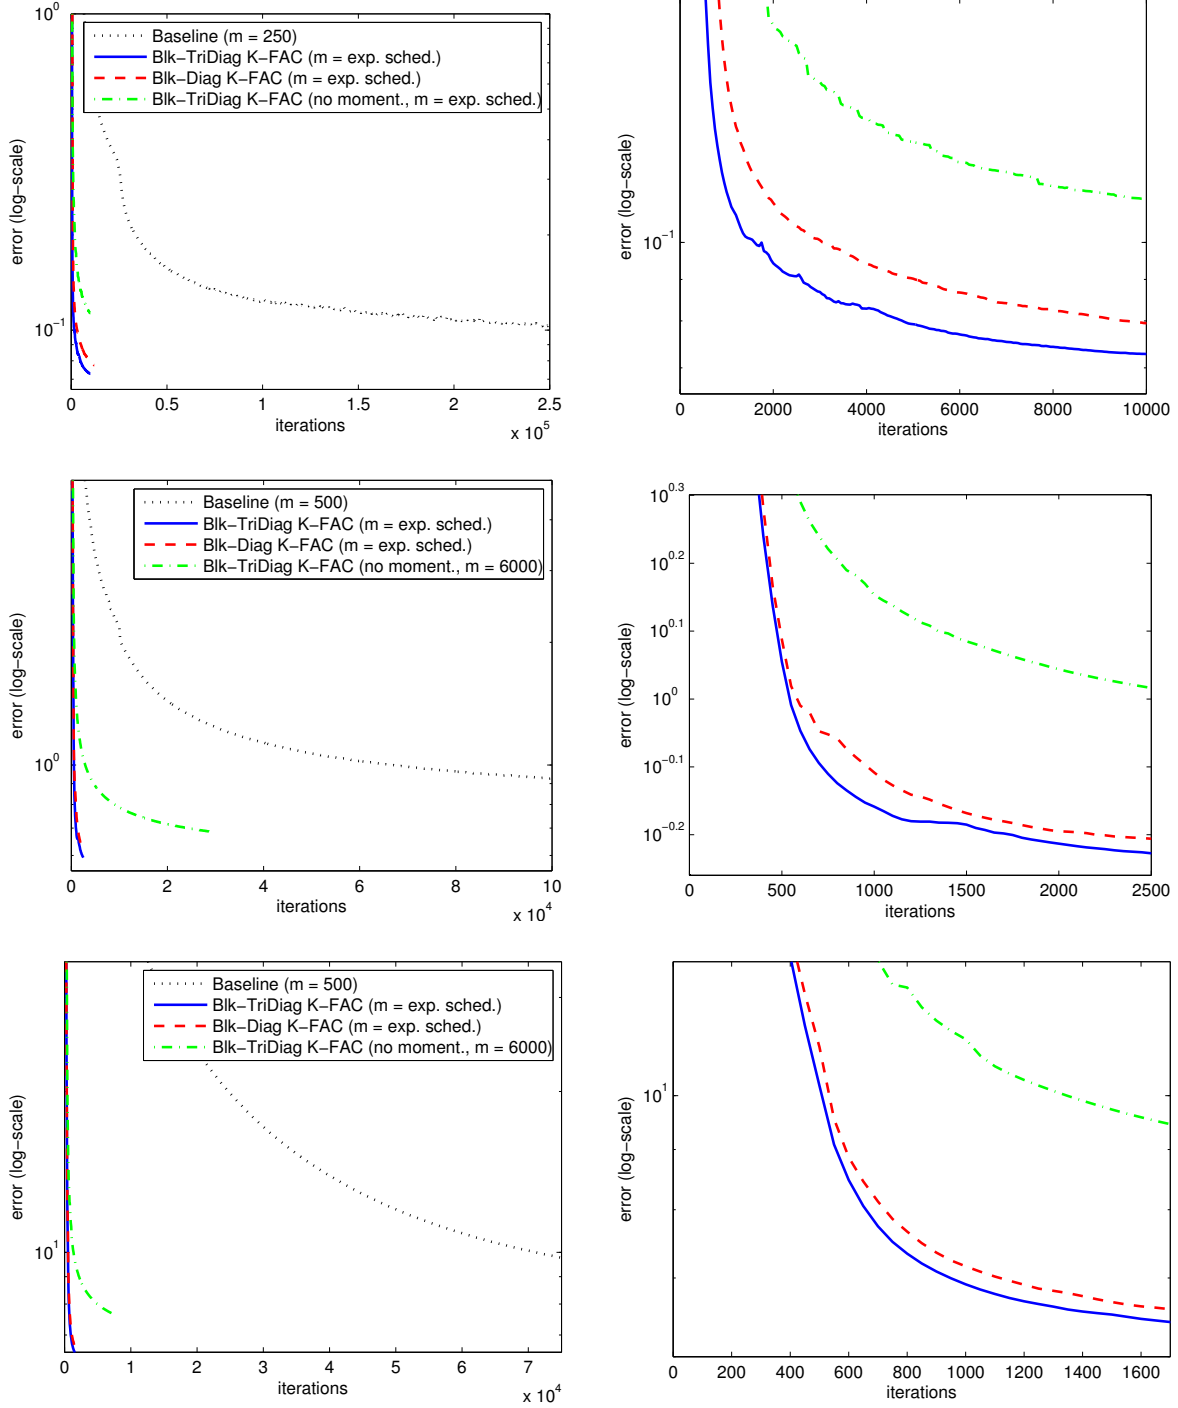 10^0
Baseline (m = 250)
Blk−TriDiag K−FAC (m = exp. sched.)
Blk−Diag K−FAC (m = exp. sched.)
Blk−TriDiag K−FAC (no moment., m = exp. sched.)
error (log−scale)
10^−1
0 0.5 1 1.5 2 2.5
iterations
x 10^5
error (log−scale)
10^−1
0 2000 4000 6000 8000 10000
iterations
Baseline (m = 500)
Blk−TriDiag K−FAC (m = exp. sched.)
Blk−Diag K−FAC (m = exp. sched.)
Blk−TriDiag K−FAC (no moment., m = 6000)
error (log−scale)
10^0
0 2 4 6 8 10
iterations
x 10^4
10^0.3
10^0.2
10^0.1
10^0
10^−0.1
10^−0.2
error (log−scale)
0 500 1000 1500 2000 2500
iterations
Baseline (m = 500)
Blk−TriDiag K−FAC (m = exp. sched.)
Blk−Diag K−FAC (m = exp. sched.)
Blk−TriDiag K−FAC (no moment., m = 6000)
error (log−scale)
10^1
0 1 2 3 4 5 6 7
iterations
x 10^4
error (log−scale)
10^1
0 200 400 600 800 1000 1200 1400 1600
iterations